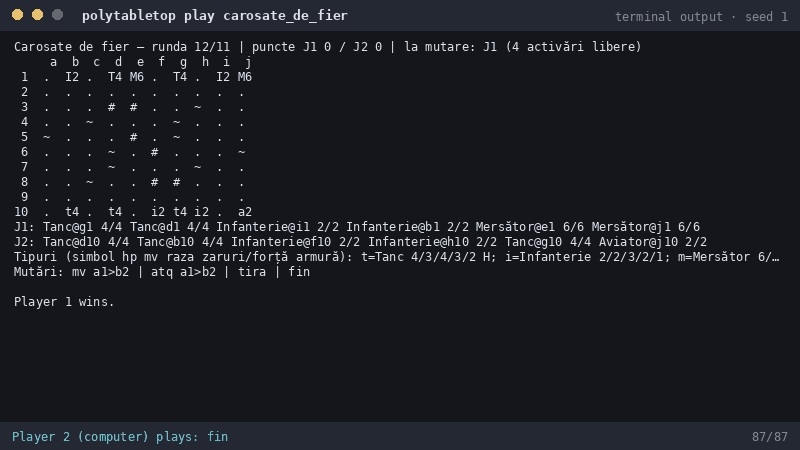 polytabletop play carosate_de_fier
terminal output · seed 1
Carosate de fier — runda 12/11 | puncte J1 0 / J2 0 | la mutare: J1 (4 activări libere)
a b c d e f g h i j
1 . I2 . T4 M6 . T4 . I2 M6
2 . . . . . . . . . .
3 . . . # # . . ~ . .
4 . . ~ . . . ~ . . .
5 ~ . . . # . ~ . . .
6 . . . ~ . # . . . ~
7 . . . ~ . . . ~ . .
8 . . ~ . . # # . . .
9 . . . . . . . . . .
10 . t4 . t4 . i2 t4 i2 . a2
J1: Tanc@g1 4/4 Tanc@d1 4/4 Infanterie@i1 2/2 Infanterie@b1 2/2 Mersător@e1 6/6 Mersător@j1 6/6
J2: Tanc@d10 4/4 Tanc@b10 4/4 Infanterie@f10 2/2 Infanterie@h10 2/2 Tanc@g10 4/4 Aviator@j10 2/2
Tipuri (simbol hp mv raza zaruri/forță armură): t=Tanc 4/3/4/3/2 H; i=Infanterie 2/2/3/2/1; m=Mersător 6/…
Mutări: mv a1>b2 | atq a1>b2 | tira | fin
Player 1 wins.
Player 2 (computer) plays: fin
87/87